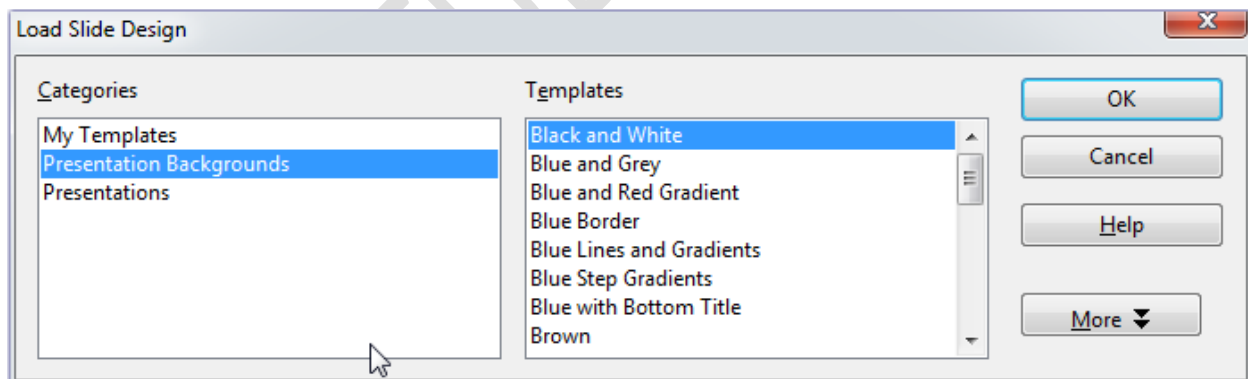 Load Slide Design
Categories
My Templates
Presentation Backgrounds
Presentations
Templates
Black and White
Blue and Grey
Blue and Red Gradient
Blue Border
Blue Lines and Gradients
Blue Step Gradients
Blue with Bottom Title
Brown
OK
Cancel
Help
More